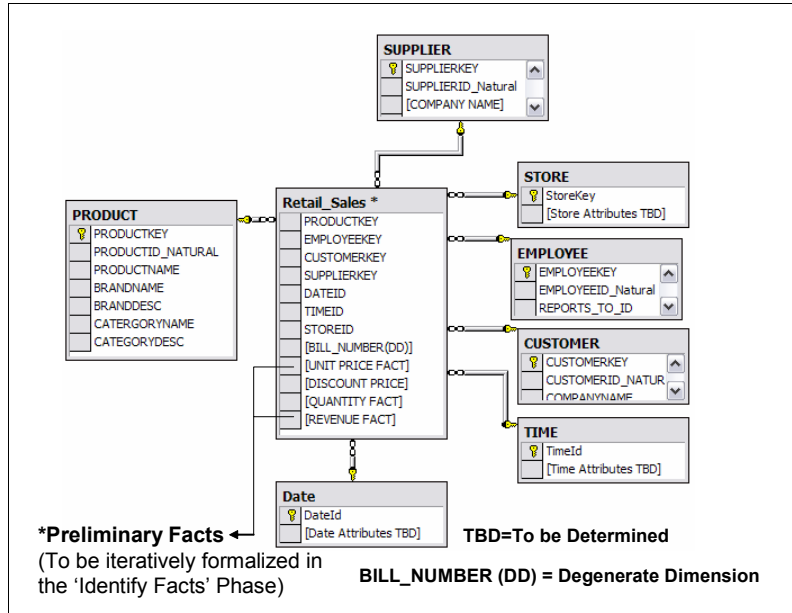 SUPPLIER
SUPPLIERKEY
SUPPLIERID_Natural
[COMPANY NAME]
PRODUCT
PRODUCTKEY
PRODUCTID_NATURAL
PRODUCTNAME
BRANDNAME
BRANDDESC
CATERGORYNAME
CATEGORYDESC
Retail_Sales *
PRODUCTKEY
EMPLOYEEKEY
CUSTOMERKEY
SUPPLIERKEY
DATEID
TIMEID
STOREID
[BILL_NUMBER(DD)]
[UNIT PRICE FACT]
[DISCOUNT PRICE]
[QUANTITY FACT]
[REVENUE FACT]
STORE
StoreKey
[Store Attributes TBD]
EMPLOYEE
EMPLOYEEKEY
EMPLOYEEID_Natural
REPORTS_TO_ID
CUSTOMER
CUSTOMERKEY
CUSTOMERID_NATUR
COMPANYNAME
TIME
TimeId
[Time Attributes TBD]
Date
DateId
[Date Attributes TBD]
*Preliminary Facts
(To be iteratively formalized in
the ‘Identify Facts’ Phase)
TBD=To be Determined
BILL_NUMBER (DD) = Degenerate Dimension